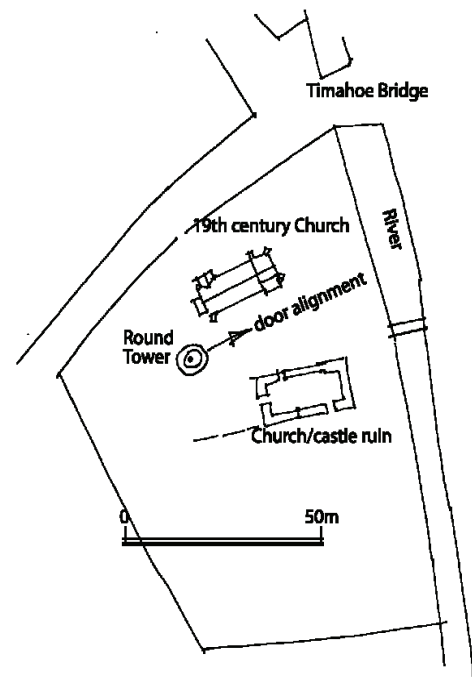 Timahoe Bridge
River
19th century Church
door alignment
Round
Tower
Church/castle ruin
0
50m